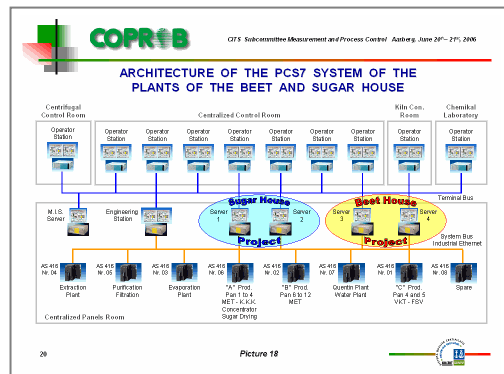 COPROB
CITS Subcommittee Measurement and Process Control Aarberg, June 20th – 21st, 2006
ARCHITECTURE OF THE PCS7 SYSTEM OF THE
PLANTS OF THE BEET AND SUGAR HOUSE
Centrifugal
Control Room
Centralized Control Room
Kiln Con.
Room
Chemikal
Laboratory
Operator
Station
Operator
Station
Operator
Station
Operator
Station
Operator
Station
Operator
Station
Operator
Station
Operator
Station
Operator
Station
Operator
Station
Terminal Bus
M.I.S.
Server
Engineering
Station
Sugar House
Server
1
Server
2
Project
Beet House
Server
3
Server
4
Project
System Bus
Industrial Ethernet
AS 416
Nr. 04
AS 416
Nr. 05
AS 416
Nr. 03
AS 416
Nr. 06
AS 416
Nr. 02
AS 416
Nr. 07
AS 416
Nr. 01
AS 416
Nr. 08
Extraction
Plant
Purification
Filtration
Evaporation
Plant
"A" Prod.
Pan 1 to 4
MET - K.K.K.
Concentrator
Sugar Drying
"B" Prod.
Pan 6 to 12
MET
Quentin Plant
Water Plant
"C" Prod.
Pan 4 and 5
VKT - FSV
Spare
Centralized Panels Room
20
Picture 18